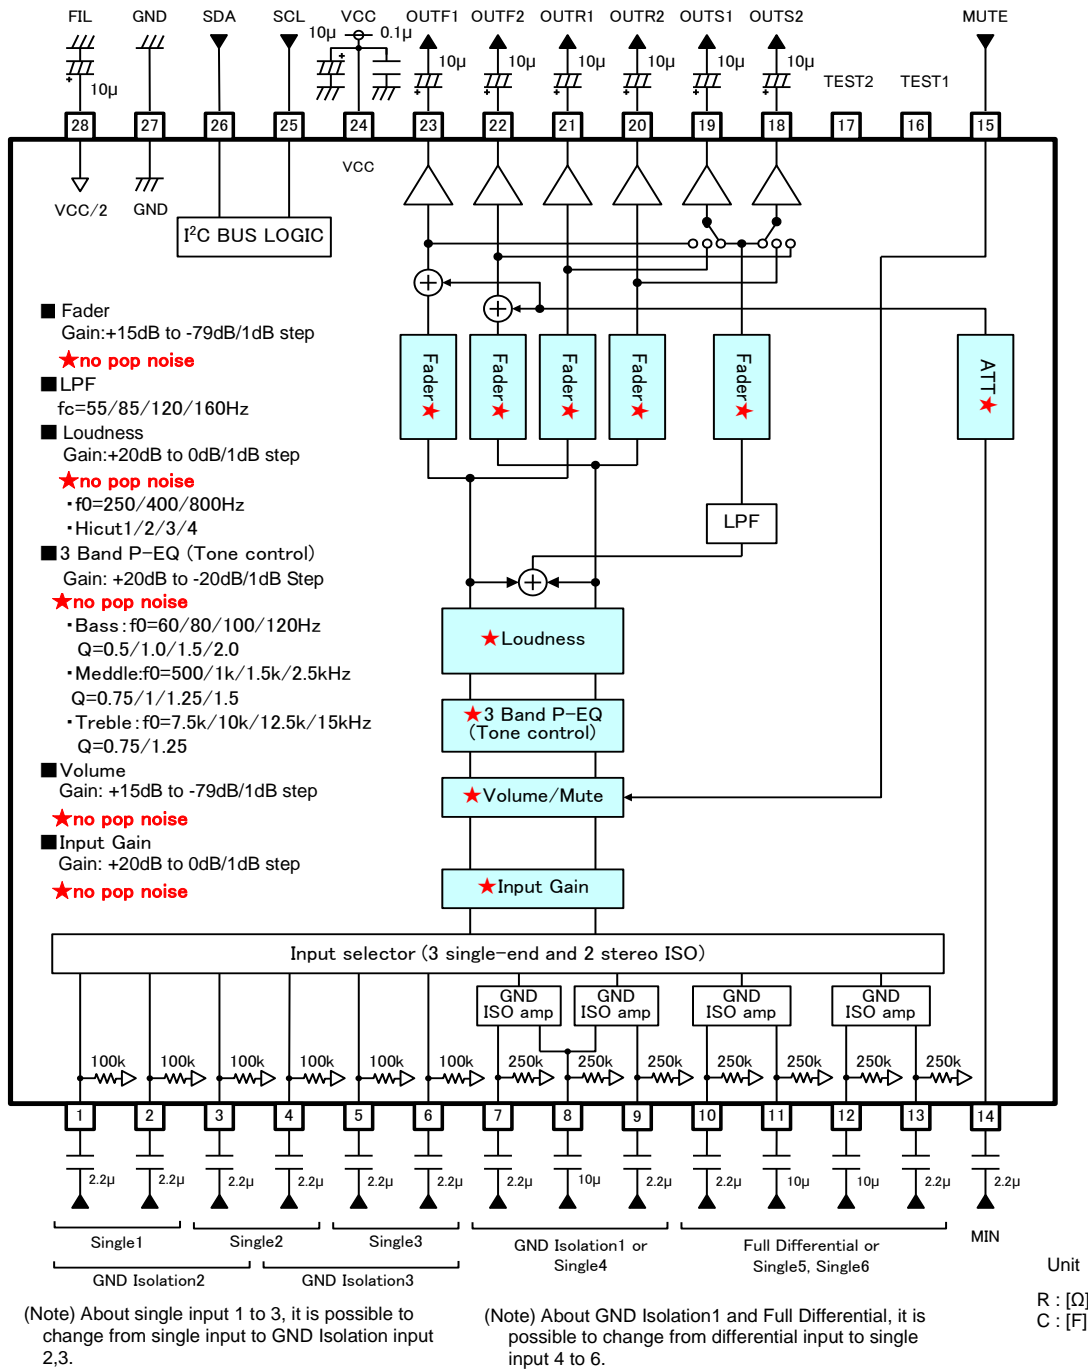 FIL GND SDA SCL VCC OUTF1 OUTF2 OUTR1 OUTR2 OUTS1 OUTS2 MUTE
10μ 0.1μ
10μ 10μ 10μ 10μ 10μ 10μ 10μ
TEST2 TEST1
28 27 26 25 24 23 22 21 20 19 18 17 16 15
VCC
VCC/2 GND
I²C BUS LOGIC
■ Fader
Gain:+15dB to -79dB/1dB step
★no pop noise
■LPF
fc=55/85/120/160Hz
■ Loudness
Gain:+20dB to 0dB/1dB step
★no pop noise
・f0=250/400/800Hz
・Hicut1/2/3/4
■3 Band P-EQ (Tone control)
Gain: +20dB to -20dB/1dB Step
★no pop noise
・Bass:f0=60/80/100/120Hz
Q=0.5/1.0/1.5/2.0
・Meddle:f0=500/1k/1.5k/2.5kHz
Q=0.75/1/1.25/1.5
・Treble:f0=7.5k/10k/12.5k/15kHz
Q=0.75/1.25
■Volume
Gain: +15dB to -79dB/1dB step
★no pop noise
■Input Gain
Gain: +20dB to 0dB/1dB step
★no pop noise
Fader★ Fader★ Fader★ Fader★ Fader★ ATT★
LPF
★Loudness
★3 Band P-EQ
(Tone control)
★Volume/Mute
★Input Gain
Input selector (3 single-end and 2 stereo ISO)
GND
ISO amp
GND
ISO amp
GND
ISO amp
GND
ISO amp
100k 100k 100k 100k 100k 100k 250k 250k 250k 250k 250k 250k 250k
1 2 3 4 5 6 7 8 9 10 11 12 13 14
2.2μ 2.2μ 2.2μ 2.2μ 2.2μ 2.2μ 2.2μ 10μ 2.2μ 2.2μ 10μ 10μ 2.2μ 2.2μ
Single1 Single2 Single3
GND Isolation2 GND Isolation3
GND Isolation1 or
Single4
Full Differential or
Single5, Single6
MIN
Unit
R : [Ω]
C : [F]
(Note) About single input 1 to 3, it is possible to
change from single input to GND Isolation input
2,3.
(Note) About GND Isolation1 and Full Differential, it is
possible to change from differential input to single
input 4 to 6.